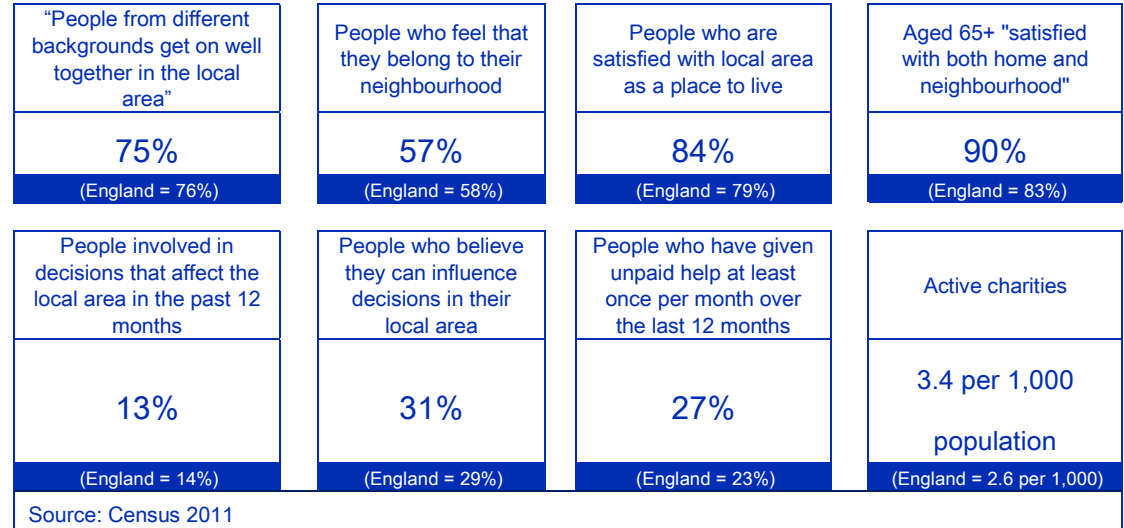 “People from different
backgrounds get on well
together in the local
area”
75%
(England = 76%)
People who feel that
they belong to their
neighbourhood
57%
(England = 58%)
People who are
satisfied with local area
as a place to live
84%
(England = 79%)
Aged 65+ "satisfied
with both home and
neighbourhood"
90%
(England = 83%)
People involved in
decisions that affect the
local area in the past 12
months
13%
(England = 14%)
People who believe
they can influence
decisions in their
local area
31%
(England = 29%)
People who have given
unpaid help at least
once per month over
the last 12 months
27%
(England = 23%)
Active charities
3.4 per 1,000
population
(England = 2.6 per 1,000)
Source: Census 2011